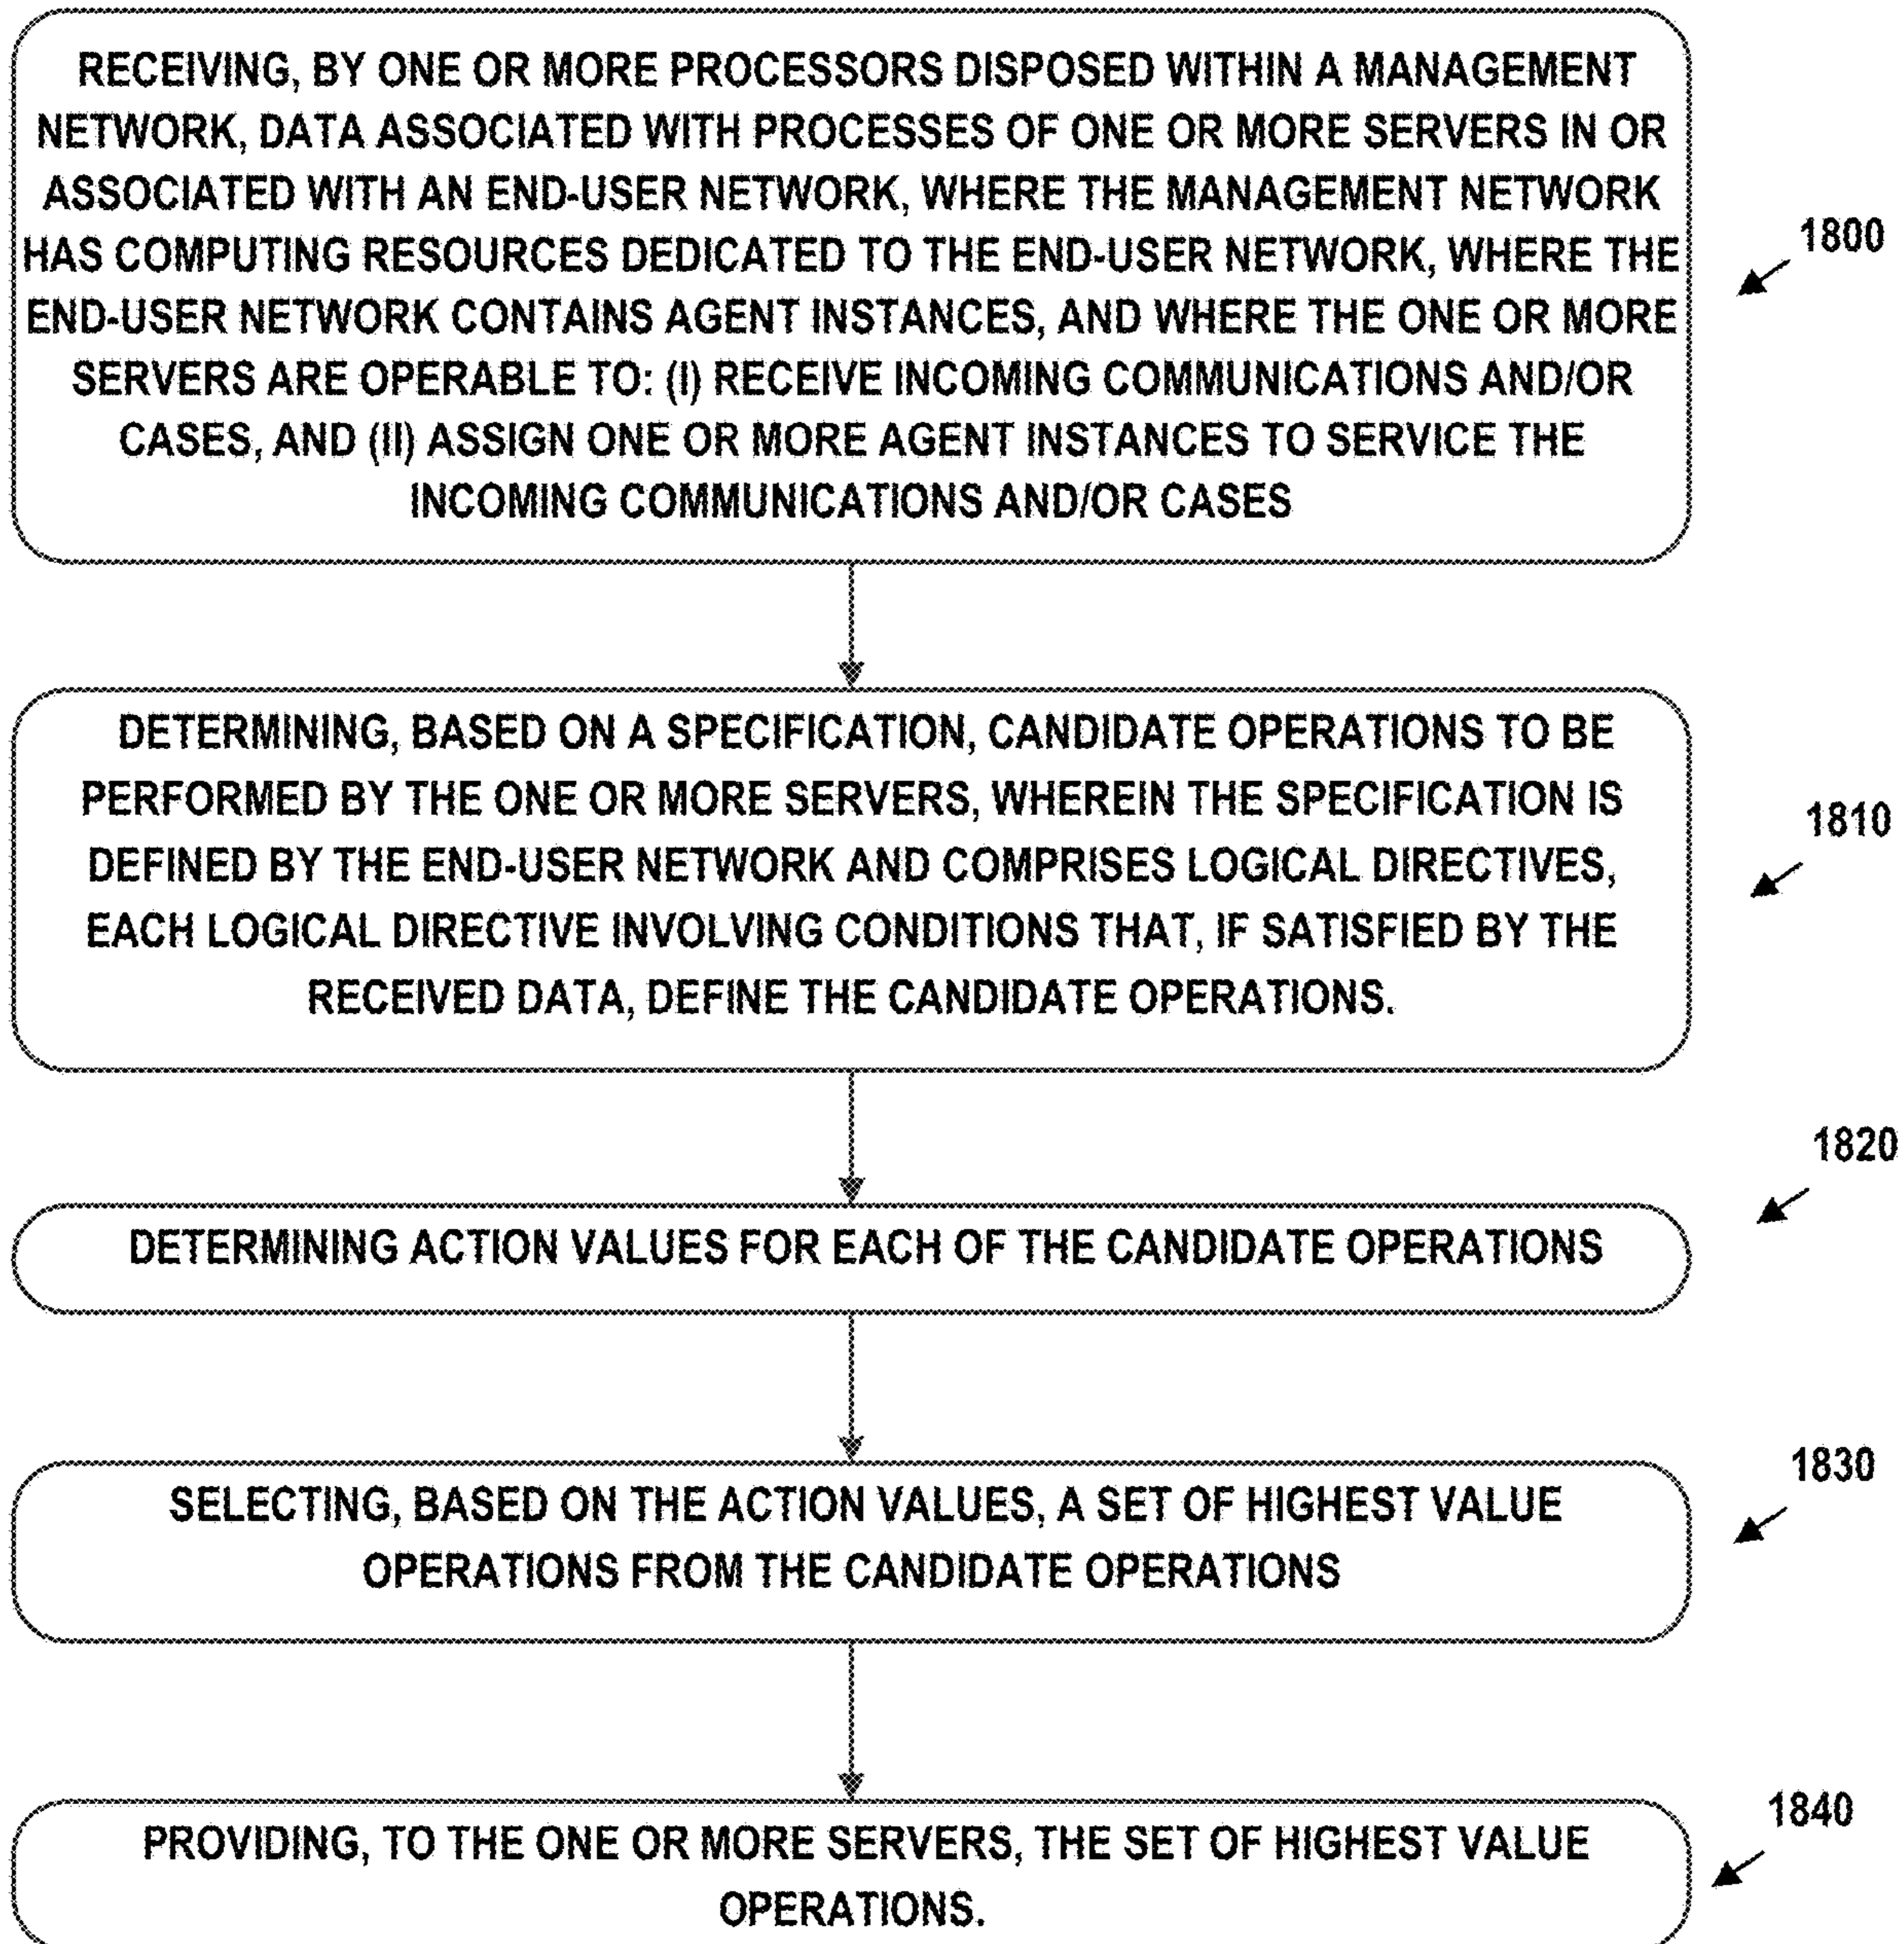 RECEIVING, BY ONE OR MORE PROCESSORS DISPOSED WITHIN A MANAGEMENT
NETWORK, DATA ASSOCIATED WITH PROCESSES OF ONE OR MORE SERVERS IN OR
ASSOCIATED WITH AN END-USER NETWORK, WHERE THE MANAGEMENT NETWORK
HAS COMPUTING RESOURCES DEDICATED TO THE END-USER NETWORK, WHERE THE
END-USER NETWORK CONTAINS AGENT INSTANCES, AND WHERE THE ONE OR MORE
SERVERS ARE OPERABLE TO: (I) RECEIVE INCOMING COMMUNICATIONS AND/OR
CASES, AND (II) ASSIGN ONE OR MORE AGENT INSTANCES TO SERVICE THE
INCOMING COMMUNICATIONS AND/OR CASES
1800
DETERMINING, BASED ON A SPECIFICATION, CANDIDATE OPERATIONS TO BE
PERFORMED BY THE ONE OR MORE SERVERS, WHEREIN THE SPECIFICATION IS
DEFINED BY THE END-USER NETWORK AND COMPRISES LOGICAL DIRECTIVES,
EACH LOGICAL DIRECTIVE INVOLVING CONDITIONS THAT, IF SATISFIED BY THE
RECEIVED DATA, DEFINE THE CANDIDATE OPERATIONS.
1810
1820
DETERMINING ACTION VALUES FOR EACH OF THE CANDIDATE OPERATIONS
1830
SELECTING, BASED ON THE ACTION VALUES, A SET OF HIGHEST VALUE
OPERATIONS FROM THE CANDIDATE OPERATIONS
1840
PROVIDING, TO THE ONE OR MORE SERVERS, THE SET OF HIGHEST VALUE
OPERATIONS.